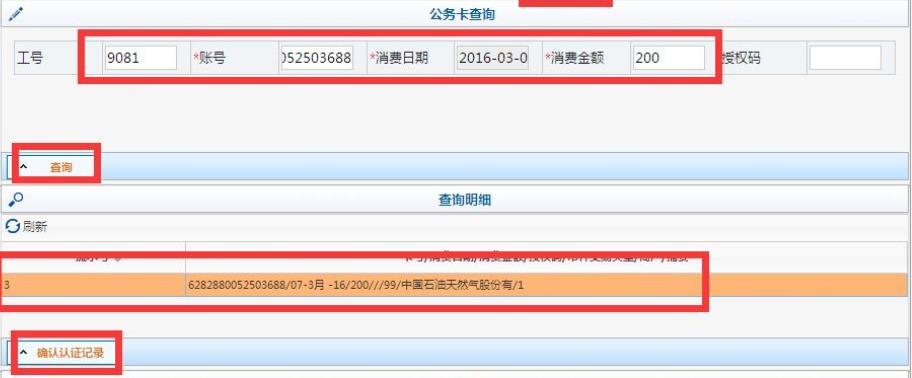 公务卡查询
工号 9081 *账号 052503688 *消费日期 2016-03-0 *消费金额 200 授权码
查询
查询明细
刷新
3 6282880052503688/07-3月 -16/200///99/中国石油天然气股份有/1
确认认证记录